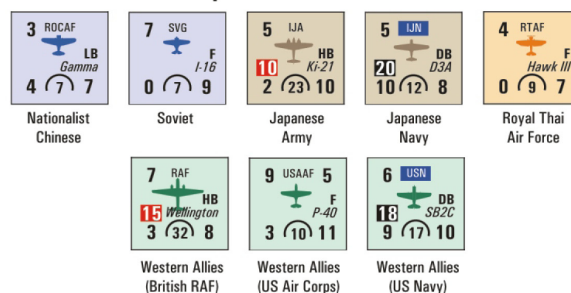 3 ROCAF
LB
Gamma
4 7 7
Nationalist
Chinese
7 SVG
F
I-16
0 7 9
Soviet
5 IJA
HB
10 Ki-21
2 23 10
Japanese
Army
5 IJN
DB
20 D3A
10 12 8
Japanese
Navy
4 RTAF
F
Hawk III
0 9 7
Royal Thai
Air Force
7 RAF
HB
15 Wellington
3 32 8
Western Allies
(British RAF)
9 USAAF 5
F
P-40
3 10 11
Western Allies
(US Air Corps)
6 USN
DB
18 SB2C
9 17 10
Western Allies
(US Navy)